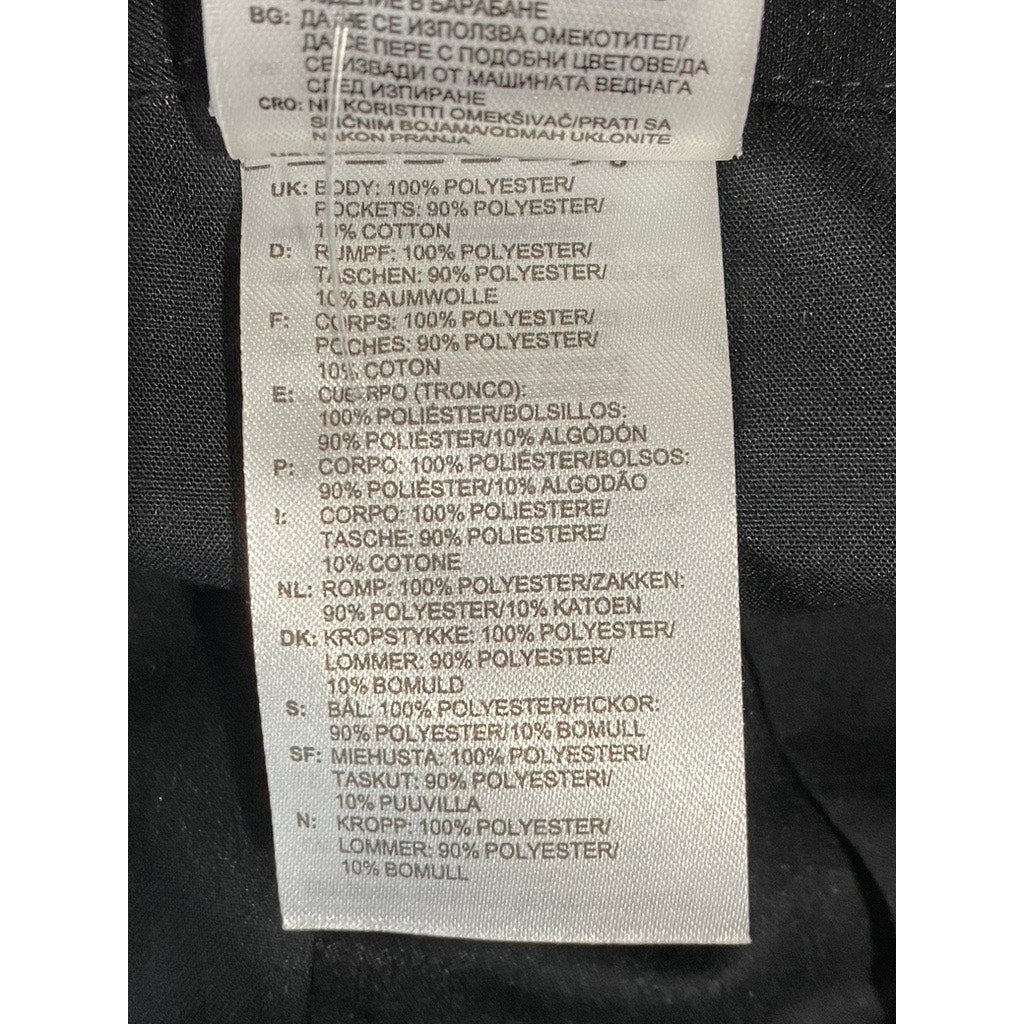 В БАРАБАНЕ
BG: ДА НЕ СЕ ИЗПОЛЗВА ОМЕКОТИТЕЛ/
ДА СЕ ПЕРЕ С ПОДОБНИ ЦВЕТОВЕ/ДА
СЕ ИЗВАДИ ОТ МАШИНАТА ВЕДНАГА
СЛЕД ИЗПИРАНЕ
CRO: NE KORISTITI OMEKŠIVAČ/PRATI SA
SLIČNIM BOJAMA/ODMAH UKLONITE
NAKON PRANJA
UK: BODY: 100% POLYESTER/
POCKETS: 90% POLYESTER/
10% COTTON
D: RUMPF: 100% POLYESTER/
TASCHEN: 90% POLYESTER/
10% BAUMWOLLE
F: CORPS: 100% POLYESTER/
POCHES: 90% POLYESTER/
10% COTON
E: CUERPO (TRONCO):
100% POLIÉSTER/BOLSILLOS:
90% POLIÉSTER/10% ALGÒDÓN
P: CORPO: 100% POLIÉSTER/BOLSOS:
90% POLIÉSTER/10% ALGODÃO
I: CORPO: 100% POLIESTERE/
TASCHE: 90% POLIESTERE/
10% COTONE
NL: ROMP: 100% POLYESTER/ZAKKEN:
90% POLYESTER/10% KATOEN
DK: KROPSTYKKE: 100% POLYESTER/
LOMMER: 90% POLYESTER/
10% BOMULD
S: BÅL: 100% POLYESTER/FICKOR:
90% POLYESTER/10% BOMULL
SF: MIEHUSTA: 100% POLYESTERI/
TASKUT: 90% POLYESTERI/
10% PUUVILLA
N: KROPP: 100% POLYESTER/
LOMMER: 90% POLYESTER/
10% BOMULL